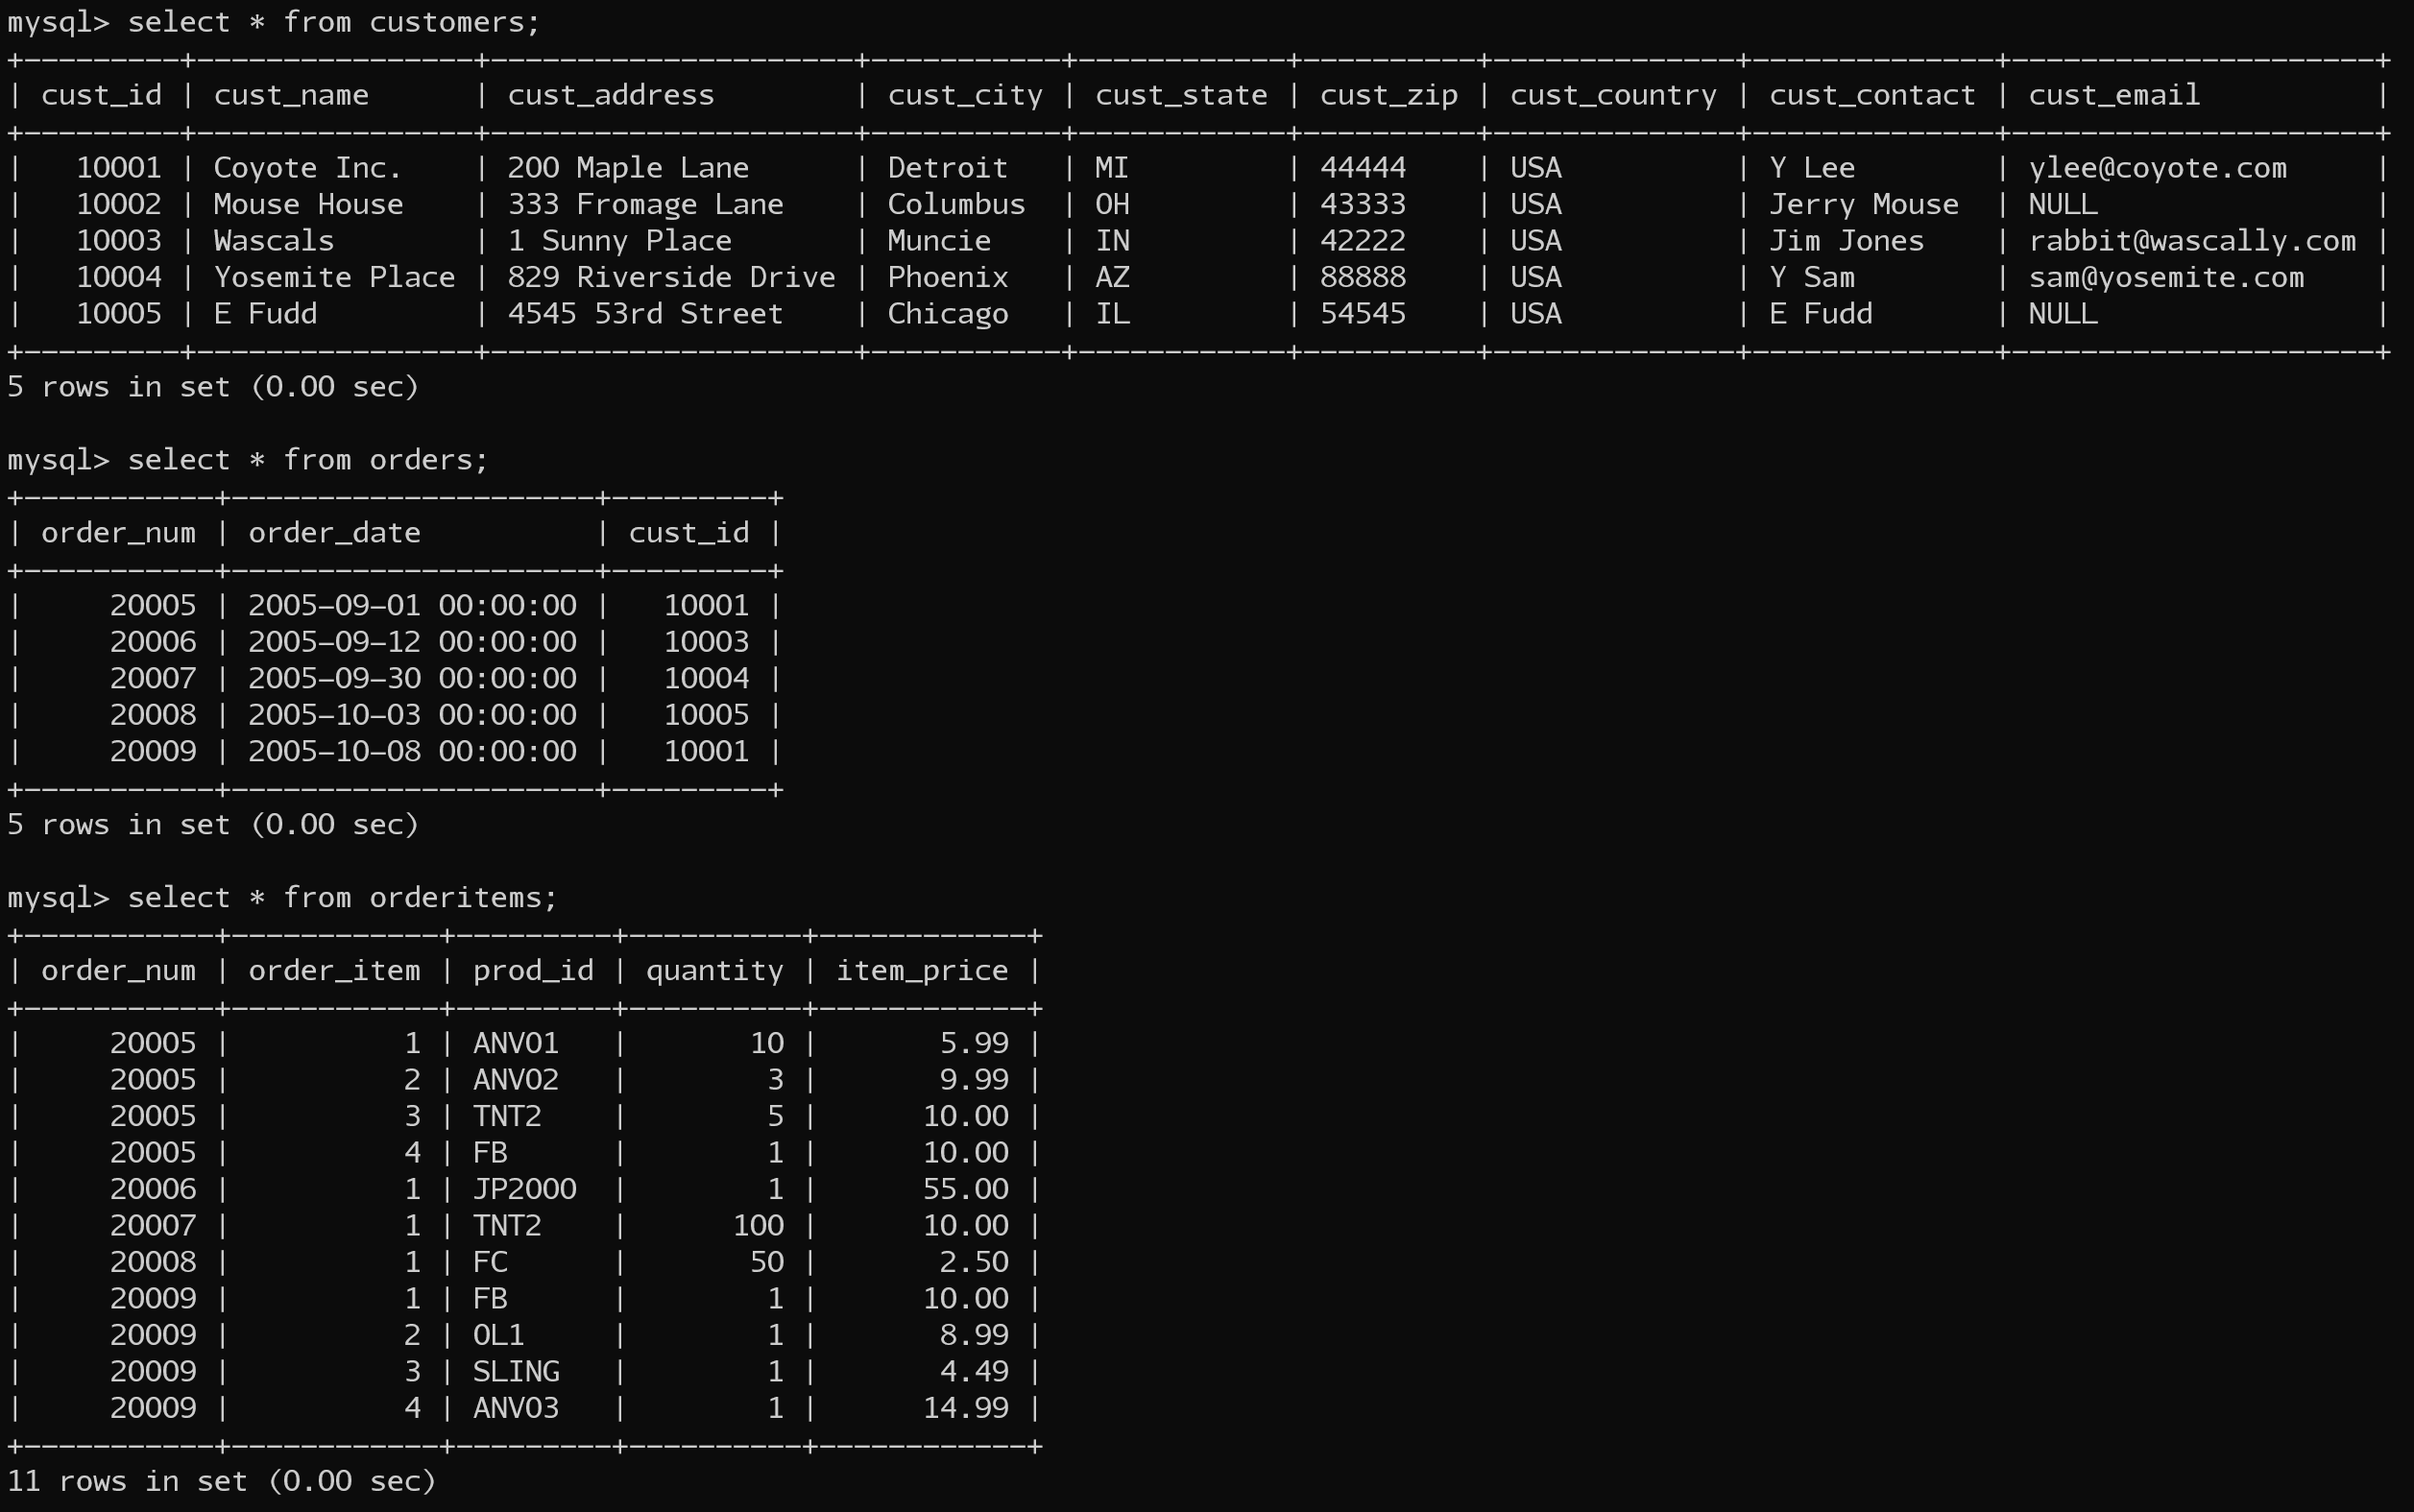 mysql> select * from customers;
+---------+----------------+---------------------+-----------+------------+----------+--------------+--------------+---------------------+
| cust_id | cust_name      | cust_address        | cust_city | cust_state | cust_zip | cust_country | cust_contact | cust_email          |
+---------+----------------+---------------------+-----------+------------+----------+--------------+--------------+---------------------+
|   10001 | Coyote Inc.    | 200 Maple Lane      | Detroit   | MI         | 44444    | USA          | Y Lee        | ylee@coyote.com     |
|   10002 | Mouse House    | 333 Fromage Lane    | Columbus  | OH         | 43333    | USA          | Jerry Mouse  | NULL                |
|   10003 | Wascals        | 1 Sunny Place       | Muncie    | IN         | 42222    | USA          | Jim Jones    | rabbit@wascally.com |
|   10004 | Yosemite Place | 829 Riverside Drive | Phoenix   | AZ         | 88888    | USA          | Y Sam        | sam@yosemite.com    |
|   10005 | E Fudd         | 4545 53rd Street    | Chicago   | IL         | 54545    | USA          | E Fudd       | NULL                |
+---------+----------------+---------------------+-----------+------------+----------+--------------+--------------+---------------------+
5 rows in set (0.00 sec)

mysql> select * from orders;
+-----------+---------------------+---------+
| order_num | order_date          | cust_id |
+-----------+---------------------+---------+
|     20005 | 2005-09-01 00:00:00 |   10001 |
|     20006 | 2005-09-12 00:00:00 |   10003 |
|     20007 | 2005-09-30 00:00:00 |   10004 |
|     20008 | 2005-10-03 00:00:00 |   10005 |
|     20009 | 2005-10-08 00:00:00 |   10001 |
+-----------+---------------------+---------+
5 rows in set (0.00 sec)

mysql> select * from orderitems;
+-----------+------------+---------+----------+------------+
| order_num | order_item | prod_id | quantity | item_price |
+-----------+------------+---------+----------+------------+
|     20005 |          1 | ANV01   |       10 |       5.99 |
|     20005 |          2 | ANV02   |        3 |       9.99 |
|     20005 |          3 | TNT2    |        5 |      10.00 |
|     20005 |          4 | FB      |        1 |      10.00 |
|     20006 |          1 | JP2000  |        1 |      55.00 |
|     20007 |          1 | TNT2    |      100 |      10.00 |
|     20008 |          1 | FC      |       50 |       2.50 |
|     20009 |          1 | FB      |        1 |      10.00 |
|     20009 |          2 | OL1     |        1 |       8.99 |
|     20009 |          3 | SLING   |        1 |       4.49 |
|     20009 |          4 | ANV03   |        1 |      14.99 |
+-----------+------------+---------+----------+------------+
11 rows in set (0.00 sec)